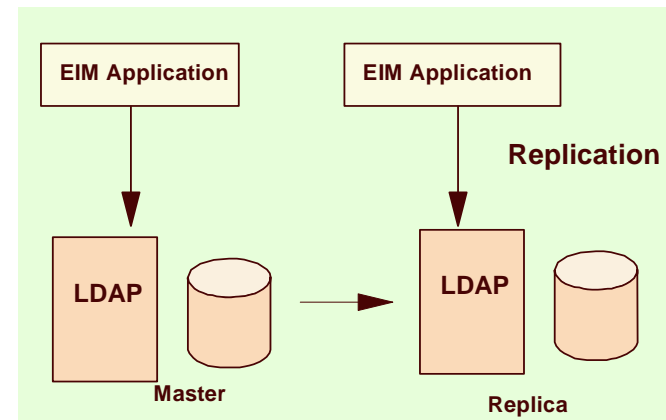 EIM Application
EIM Application
Replication
LDAP
LDAP
Master
Replica